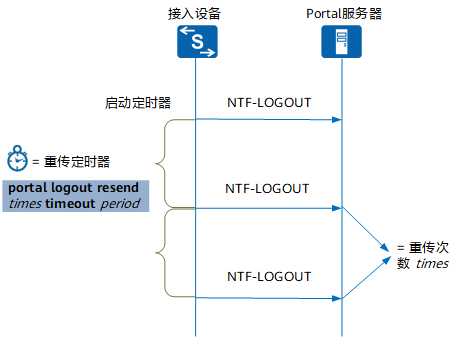 接入设备
Portal服务器
S
启动定时器
NTF-LOGOUT
= 重传定时器
portal logout resend
times timeout period
NTF-LOGOUT
= 重传次
数 times
NTF-LOGOUT